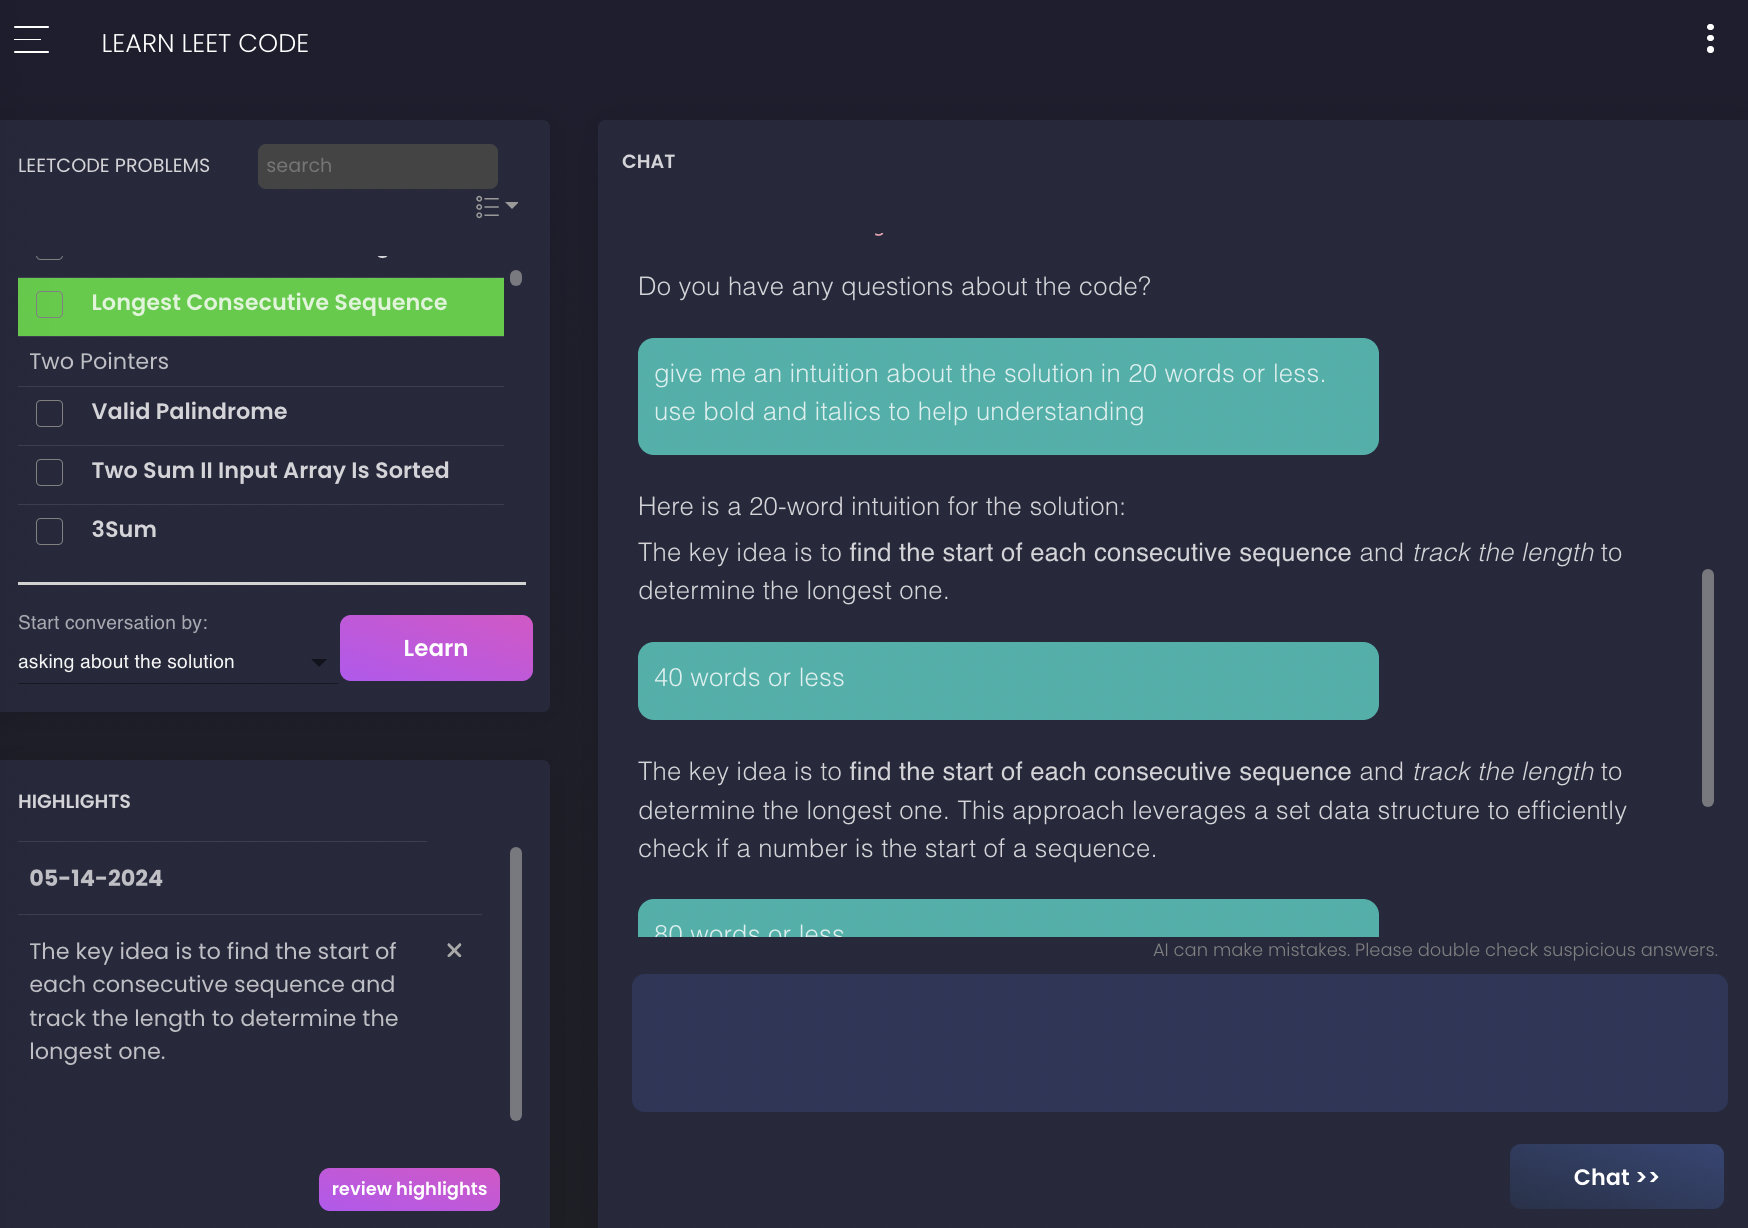 LEARN LEET CODE
LEETCODE PROBLEMS
search
Longest Consecutive Sequence
Two Pointers
Valid Palindrome
Two Sum II Input Array Is Sorted
3Sum
Start conversation by:
asking about the solution
Learn
HIGHLIGHTS
05-14-2024
The key idea is to find the start of
each consecutive sequence and
track the length to determine the
longest one.
review highlights
CHAT
Do you have any questions about the code?
give me an intuition about the solution in 20 words or less.
use bold and italics to help understanding
Here is a 20-word intuition for the solution:
The key idea is to find the start of each consecutive sequence and track the length to
determine the longest one.
40 words or less
The key idea is to find the start of each consecutive sequence and track the length to
determine the longest one. This approach leverages a set data structure to efficiently
check if a number is the start of a sequence.
80 words or less
AI can make mistakes. Please double check suspicious answers.
Chat >>